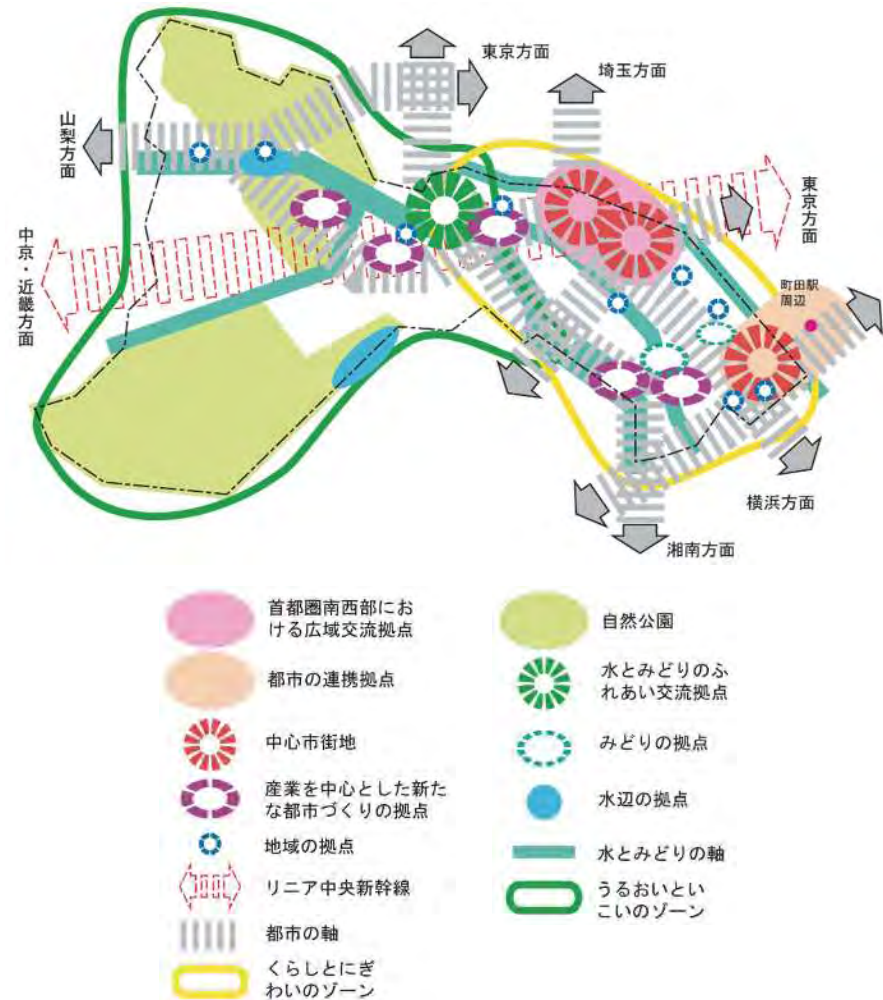 東京方面
埼玉方面
山梨方面
東京方面
中京・近畿方面
町田駅
周辺
横浜方面
湘南方面
首都圏南西部にお
ける広域交流拠点
都市の連携拠点
中心市街地
産業を中心とした新た
な都市づくりの拠点
地域の拠点
リニア中央新幹線
都市の軸
くらしとにぎ
わいのゾーン
自然公園
水とみどりのふ
れあい交流拠点
みどりの拠点
水辺の拠点
水とみどりの軸
うるおいとい
こいのゾーン